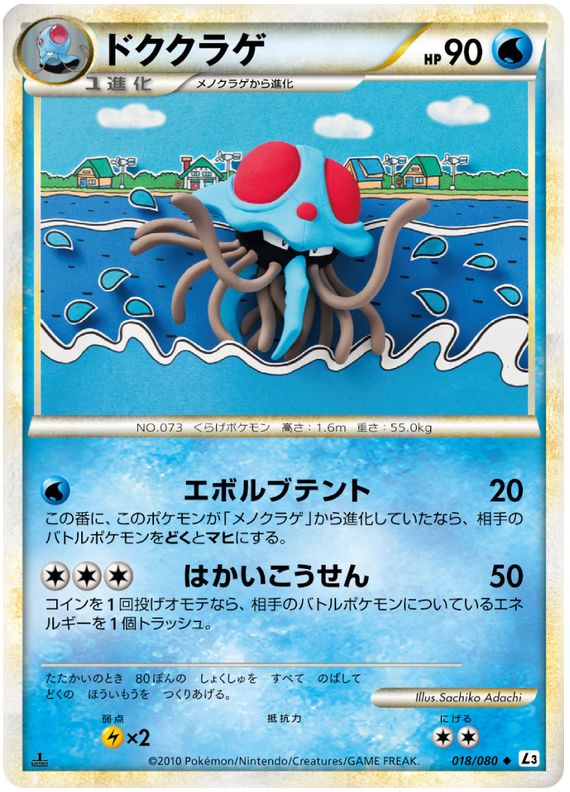 ドククラゲ
HP90
1進化
メノクラゲから進化
NO.073 くらげポケモン 高さ：1.6m 重さ：55.0kg
エボルブテント 20
この番に、このポケモンが「メノクラゲ」から進化していたなら、相手の
バトルポケモンをどくとマヒにする。
はかいこうせん 50
コインを1回投げオモテなら、相手のバトルポケモンについているエネ
ルギーを1個トラッシュ。
たたかいのとき 80ぽんの しょくしゅを すべて のばして
どくの ほういもうを つくりあげる。
Illus.Sachiko Adachi
弱点 抵抗力 にげる
×2
©2010 Pokémon/Nintendo/Creatures/GAME FREAK.
018/080 ◆ L3